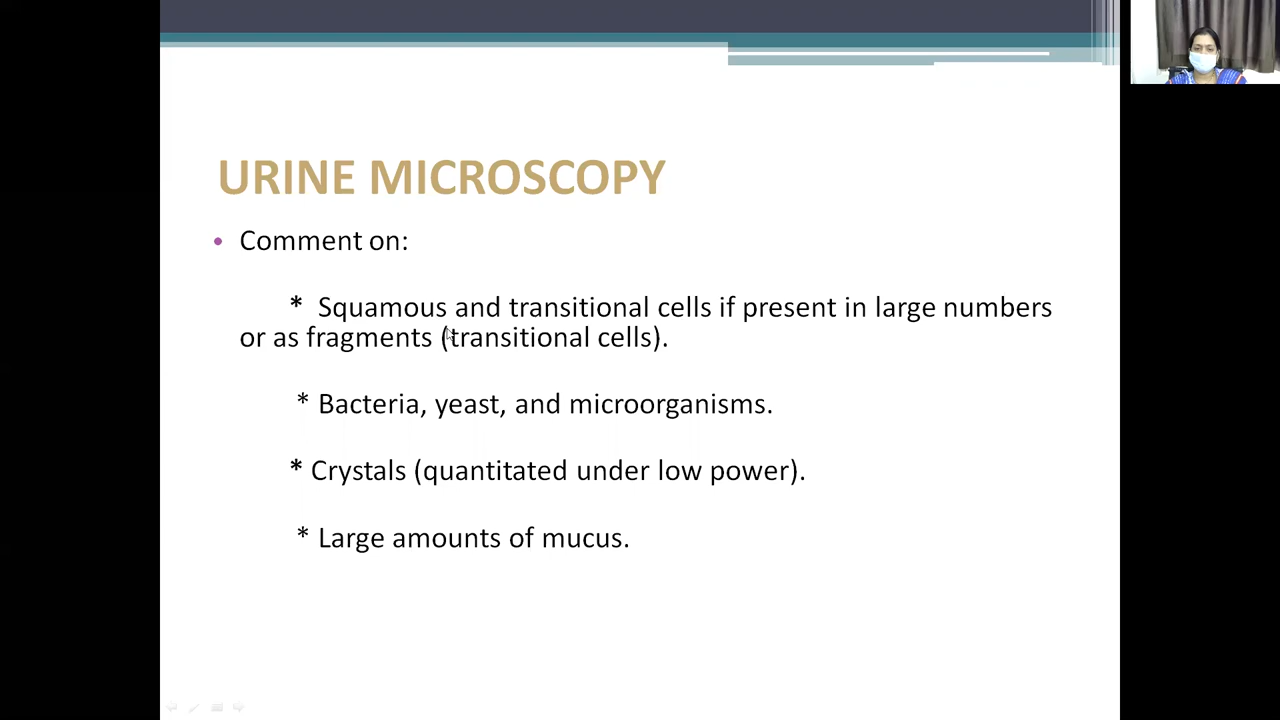 URINE MICROSCOPY
• Comment on:
* Squamous and transitional cells if present in large numbers
or as fragments (transitional cells).
* Bacteria, yeast, and microorganisms.
* Crystals (quantitated under low power).
* Large amounts of mucus.